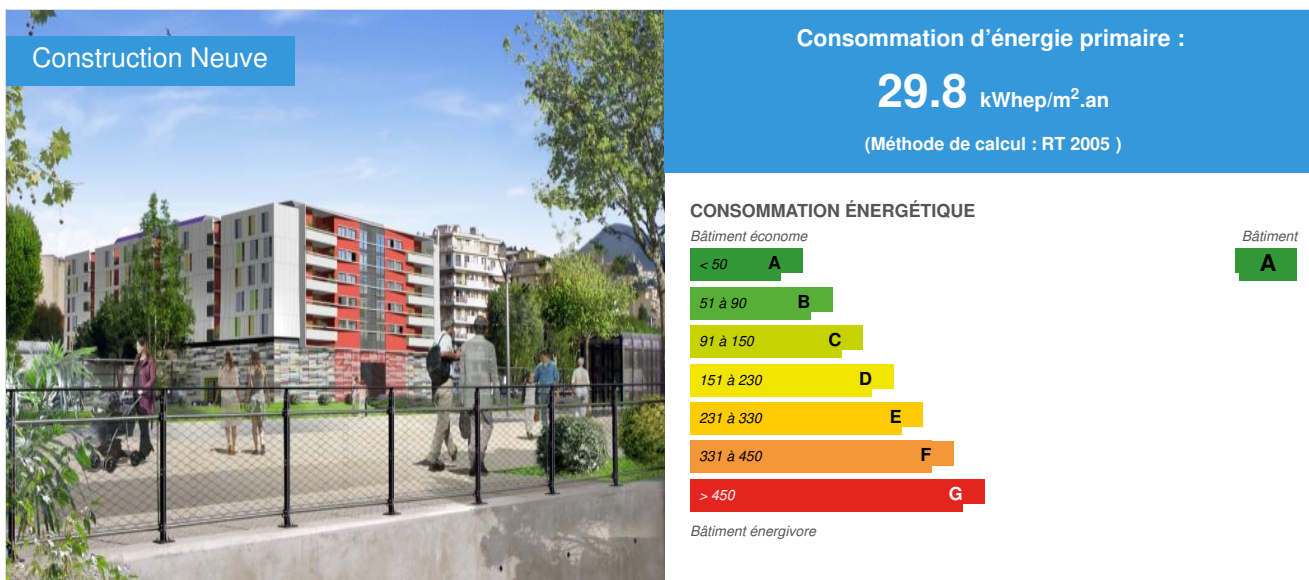 Construction Neuve
Consommation d'énergie primaire :
29.8 kWhep/m².an
(Méthode de calcul : RT 2005 )
CONSOMMATION ÉNERGÉTIQUE
Bâtiment économe
Bâtiment
< 50 A
A
51 à 90 B
91 à 150 C
151 à 230 D
231 à 330 E
331 à 450 F
> 450 G
Bâtiment énergivore